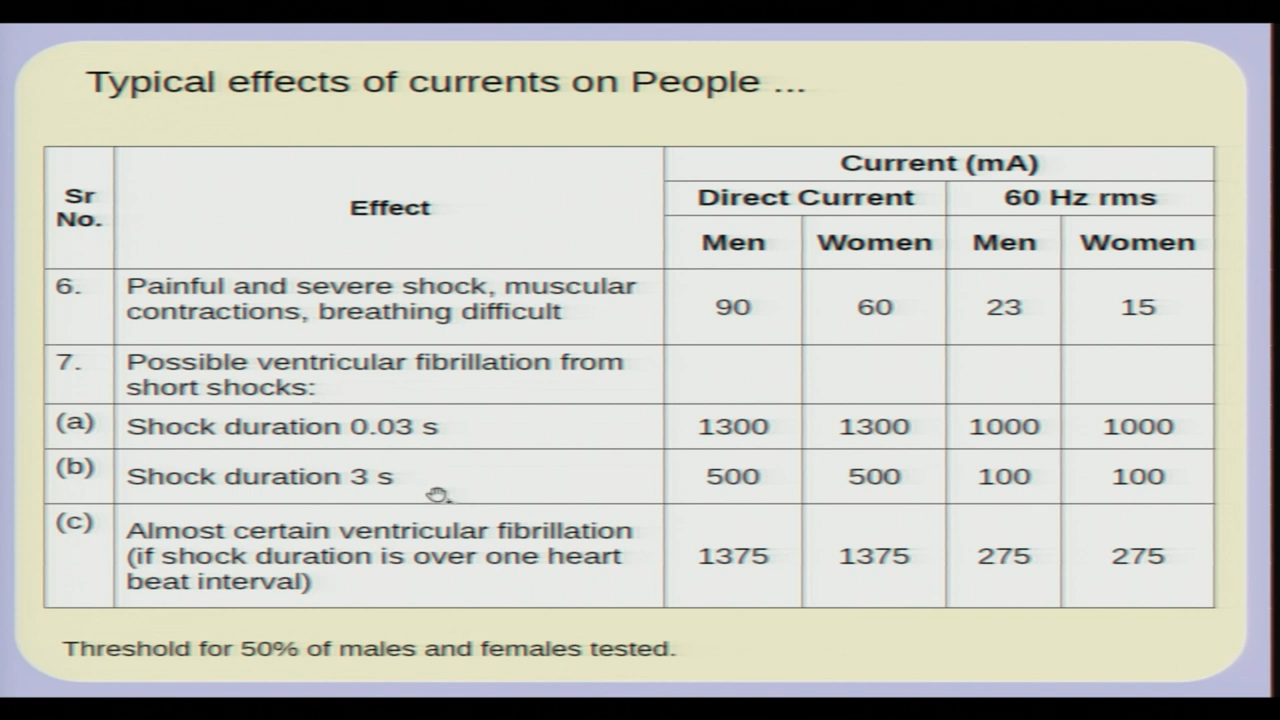 Typical effects of currents on People ...
Sr No. Effect Current (mA)
Direct Current 60 Hz rms
Men Women Men Women
6. Painful and severe shock, muscular
contractions, breathing difficult 90 60 23 15
7. Possible ventricular fibrillation from
short shocks:
(a) Shock duration 0.03 s 1300 1300 1000 1000
(b) Shock duration 3 s 500 500 100 100
(c) Almost certain ventricular fibrillation
(if shock duration is over one heart 1375 1375 275 275
beat interval)
Threshold for 50% of males and females tested.